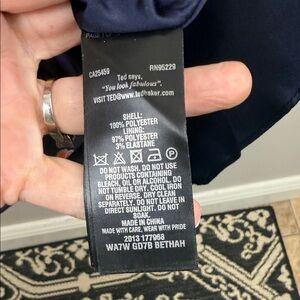 CA25459 RN95229
Ted says,
"You look fabulous".
VISIT TED@www.tedbaker.com
SHELL:
100% POLYESTER
LINING:
97% POLYESTER
3% ELASTANE
P
DO NOT WASH. DO NOT USE
PRODUCTS CONTAINING
BLEACH, OIL OR ALCOHOL. DO
NOT TUMBLE DRY. COOL IRON
ON REVERSE, DRY CLEAN
SEPARATELY. DO NOT LEAVE IN
DIRECT SUNLIGHT. DO NOT
SOAK.
MADE IN CHINA
MADE WITH CARE, WEAR WITH PRIDE
2013 177968
WA7W GD7B BETHAH